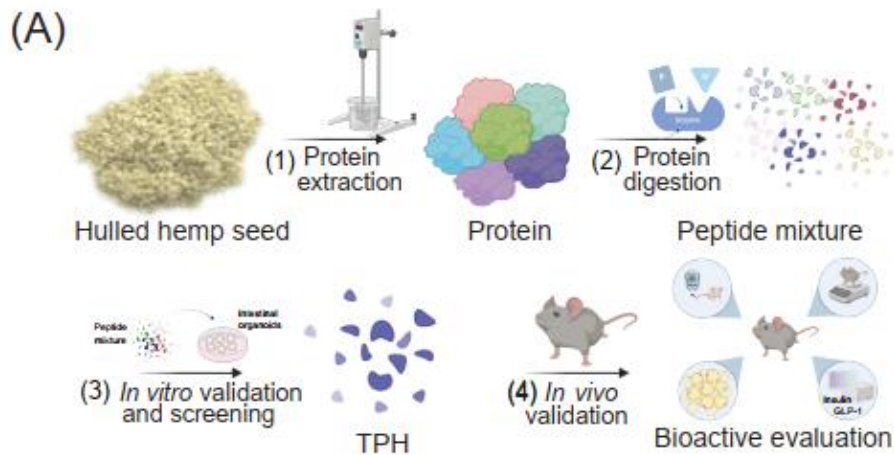 (A)
(1) Protein
extraction
(2) Protein
digestion
Hulled hemp seed
Protein
Peptide mixture
Peptide
mixture
Intestinal
organoids
(3) In vitro validation
and screening
TPH
(4) In vivo
validation
Insulin
GLP-1
Bioactive evaluation